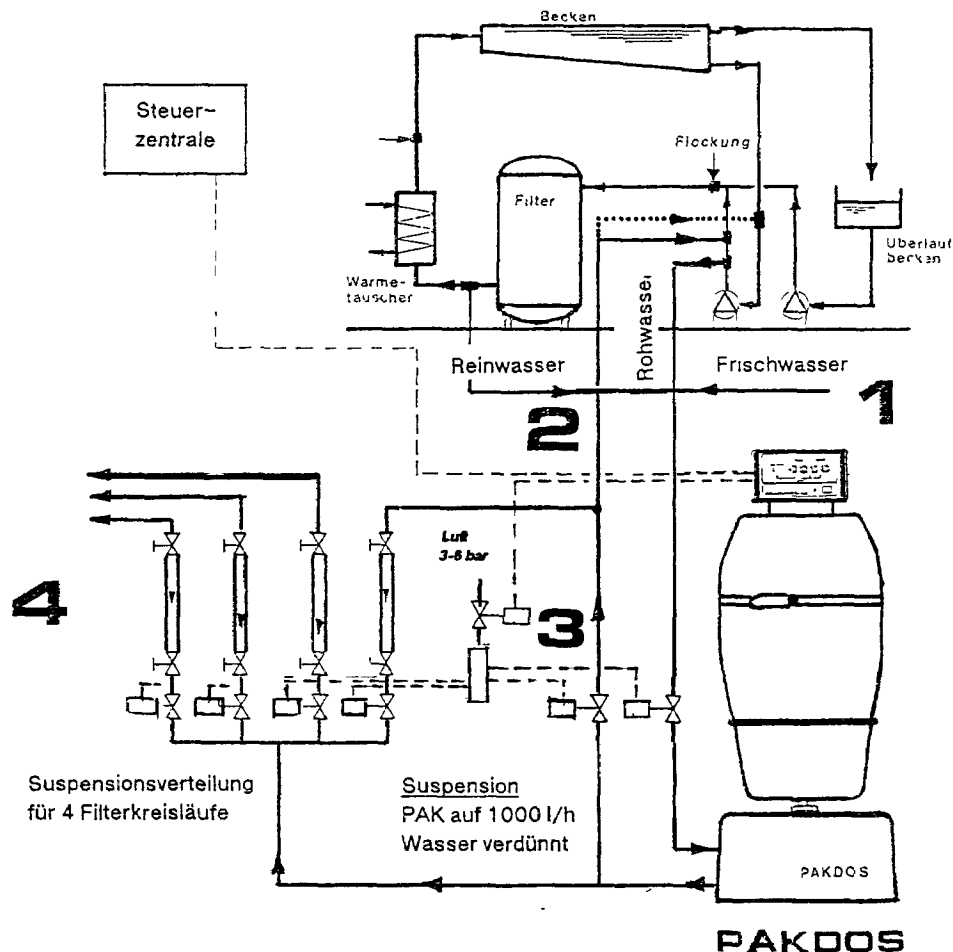 Becken
Steuer-
zentrale
Flockung
Filter
Überlauf
becken
Wärme-
täuscher
Rohwasser
Reinwasser
Frischwasser
1
2
Luft
3-6 bar
3
4
Suspensionsverteilung
für 4 Filterkreisläufe
Suspension
PAK auf 1000 l/h
Wasser verdünnt
PAKDOS
PAKDOS